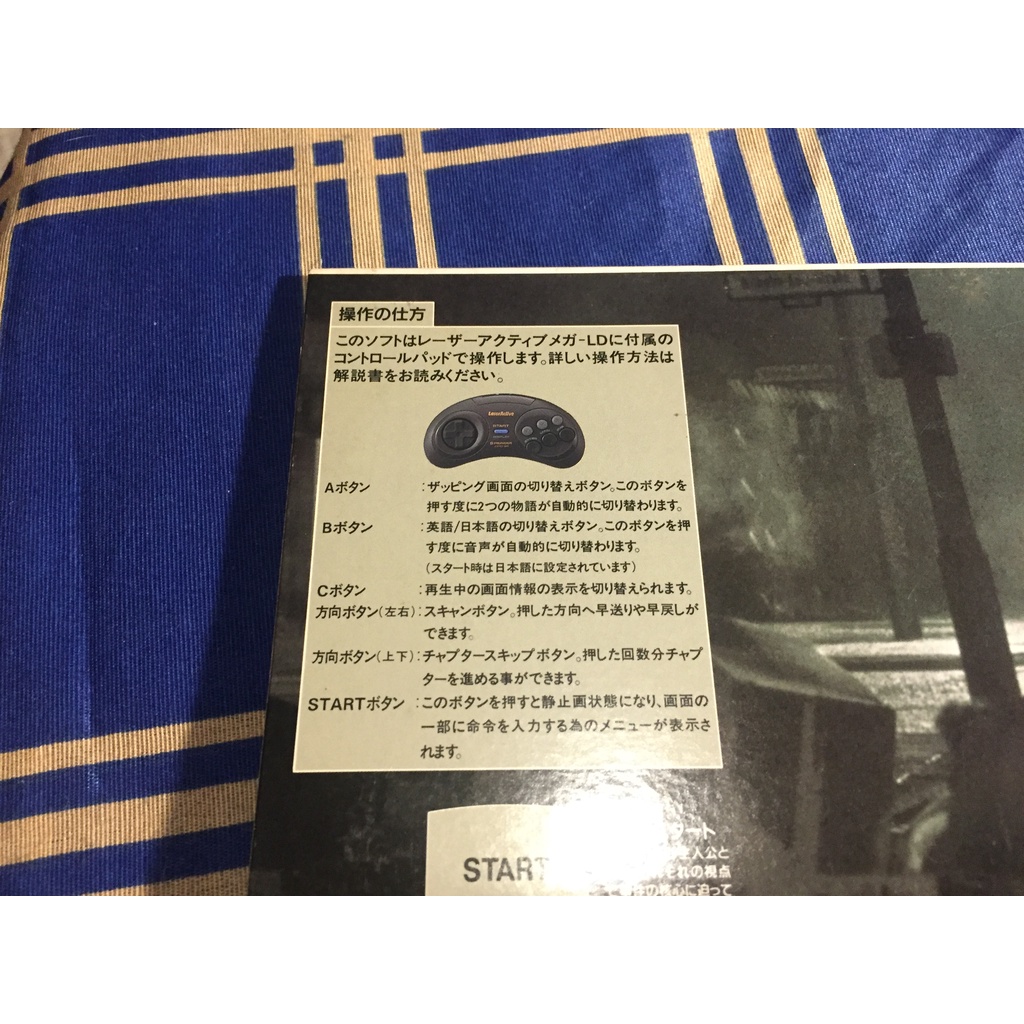 操作の仕方
このソフトはレーザーアクティブメガ-LDに付属の
コントロールパッドで操作します。詳しい操作方法は
解説書をお読みください。
LaserActive
START
Aボタン :ザッピング画面の切り替えボタン。このボタンを
押す度に2つの物語が自動的に切り替わります。
Bボタン :英語/日本語の切り替えボタン。このボタンを押
す度に音声が自動的に切り替わります。
(スタート時は日本語に設定されています)
Cボタン :再生中の画面情報の表示を切り替えられます。
方向ボタン(左右):スキャンボタン。押した方向へ早送りや早戻しが
できます。
方向ボタン(上下):チャプタースキップボタン。押した回数分チャプ
ターを進める事ができます。
STARTボタン :このボタンを押すと静止画状態になり、画面の
一部に命令を入力する為のメニューが表示さ
れます。
START
人公と
の視点
に迫って